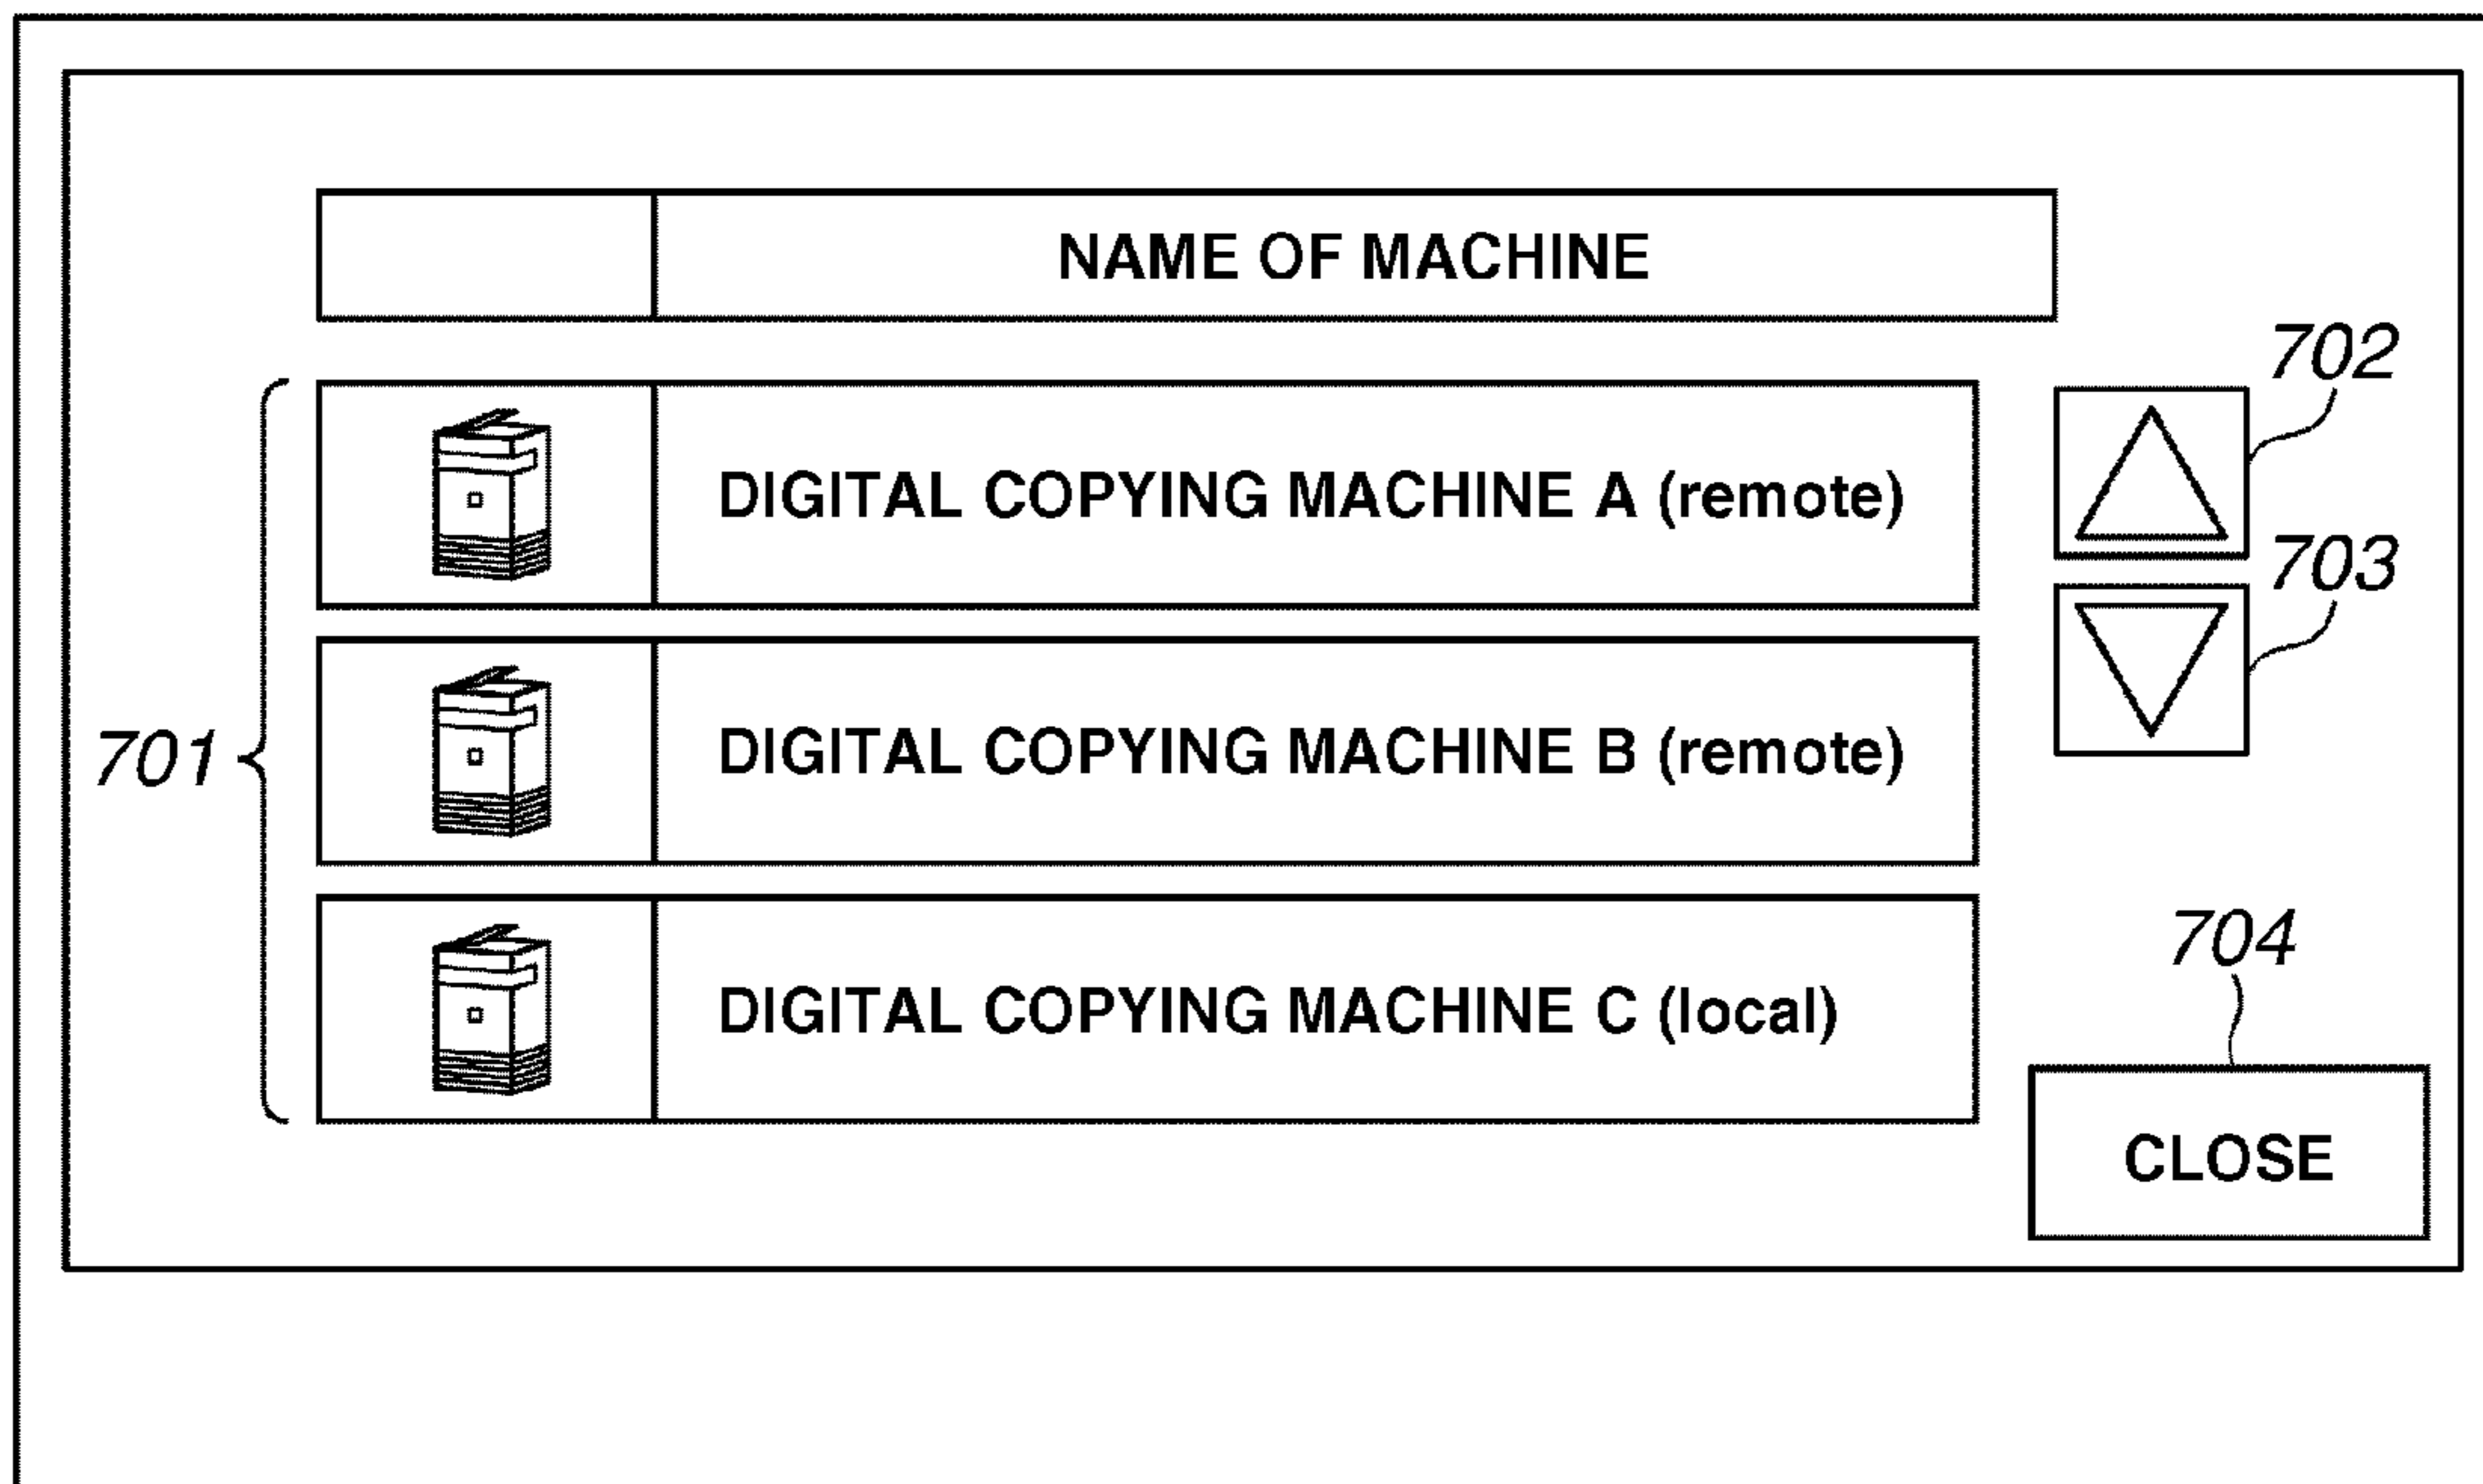 NAME OF MACHINE
702
DIGITAL COPYING MACHINE A (remote)
703
701
DIGITAL COPYING MACHINE B (remote)
704
DIGITAL COPYING MACHINE C (local)
CLOSE